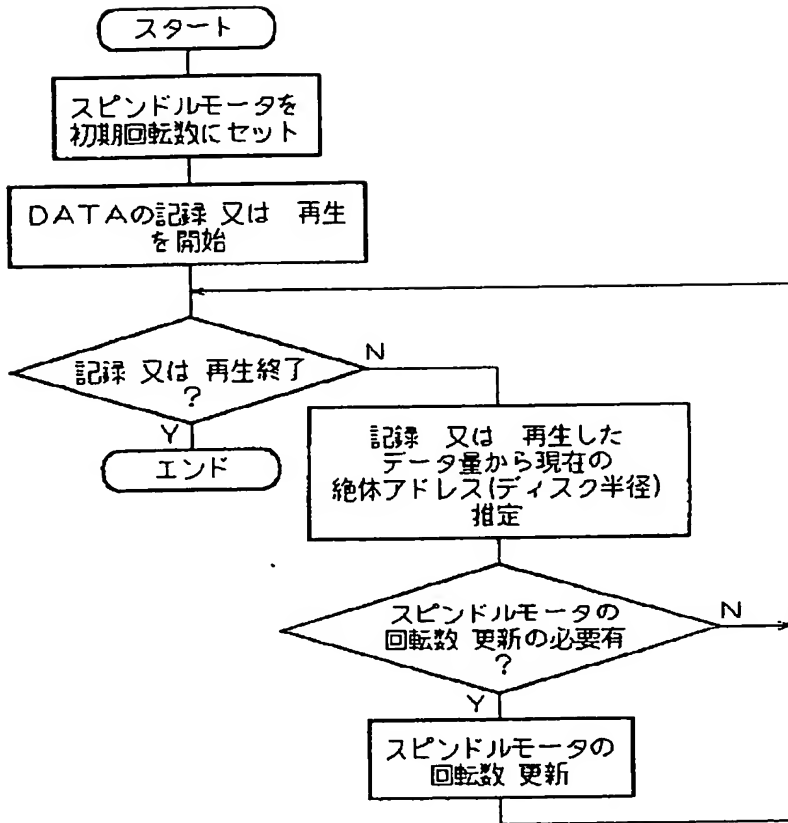 スタート
スピンドルモータを
初期回転数にセット
DATAの記録 又は 再生
を開始
記録 又は 再生終了
?
N
Y
エンド
記録 又は 再生した
データ量から現在の
絶体アドレス(ディスク半径)
推定
スピンドルモータの
回転数 更新の必要有
?
N
Y
スピンドルモータの
回転数 更新